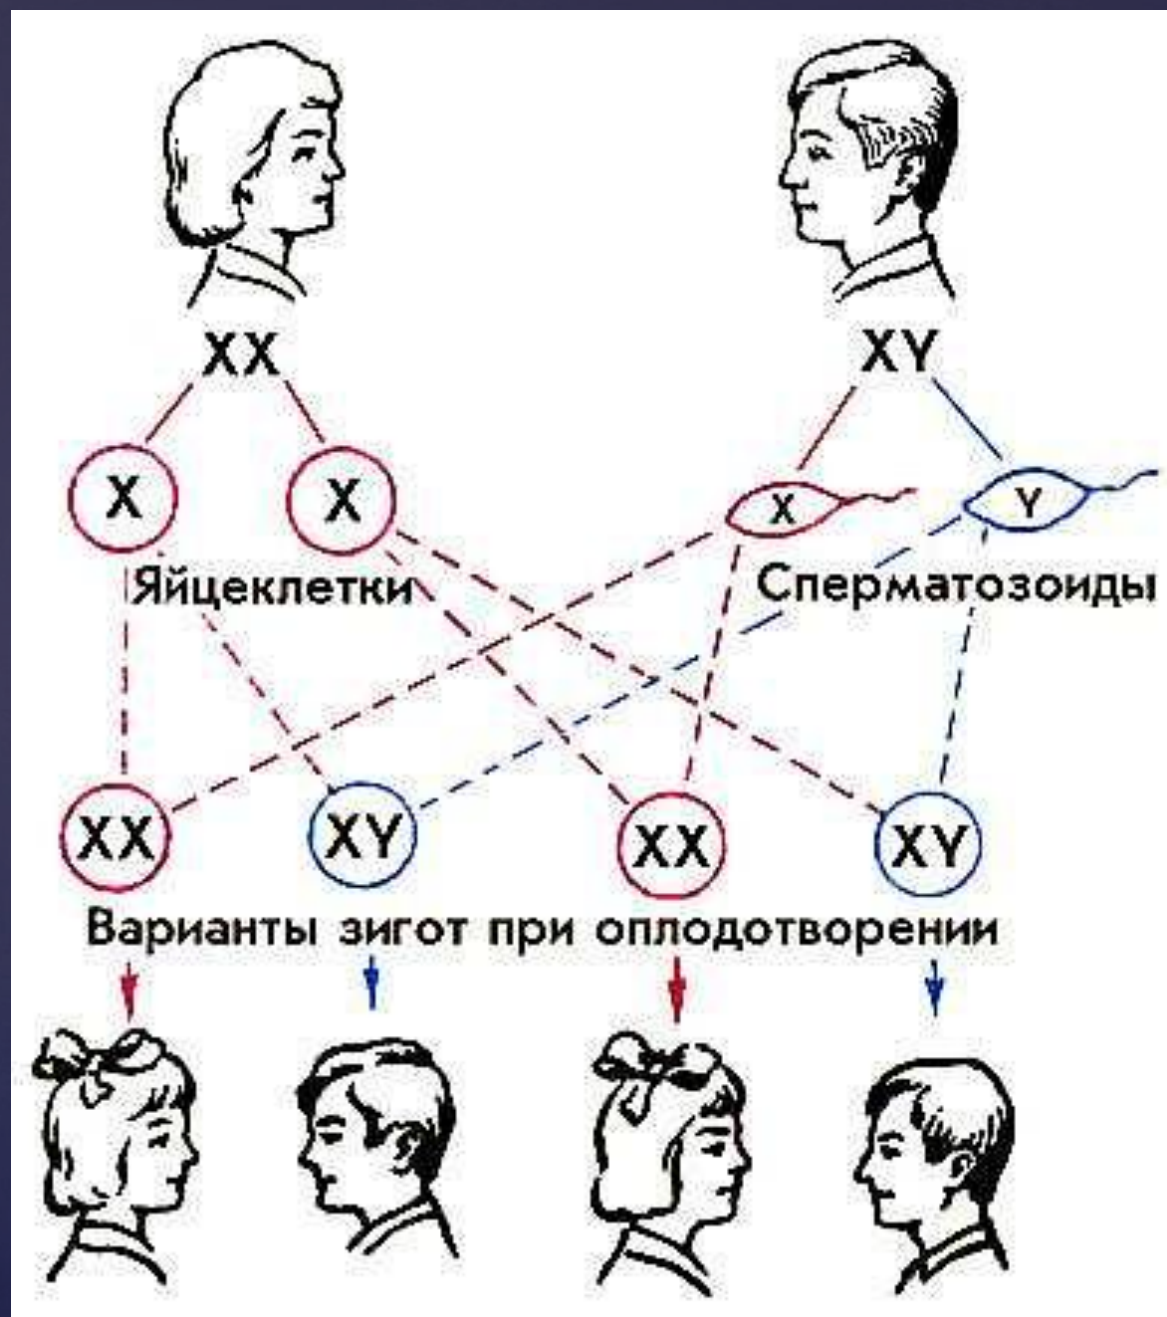 XX XY
X X X Y
Яйцеклетки Сперматозоиды
XX XY XX XY
Варианты зигот при оплодотворении